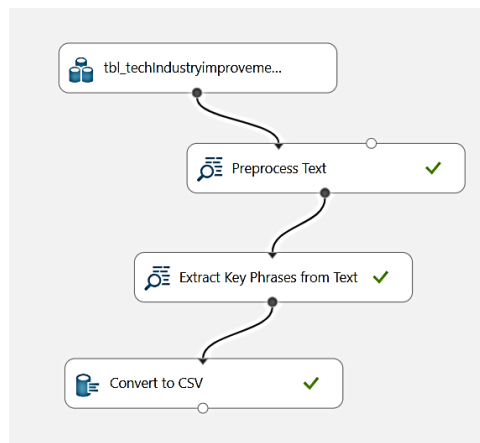 tbl_techIndustryimproveme...
Preprocess Text
Extract Key Phrases from Text
Convert to CSV